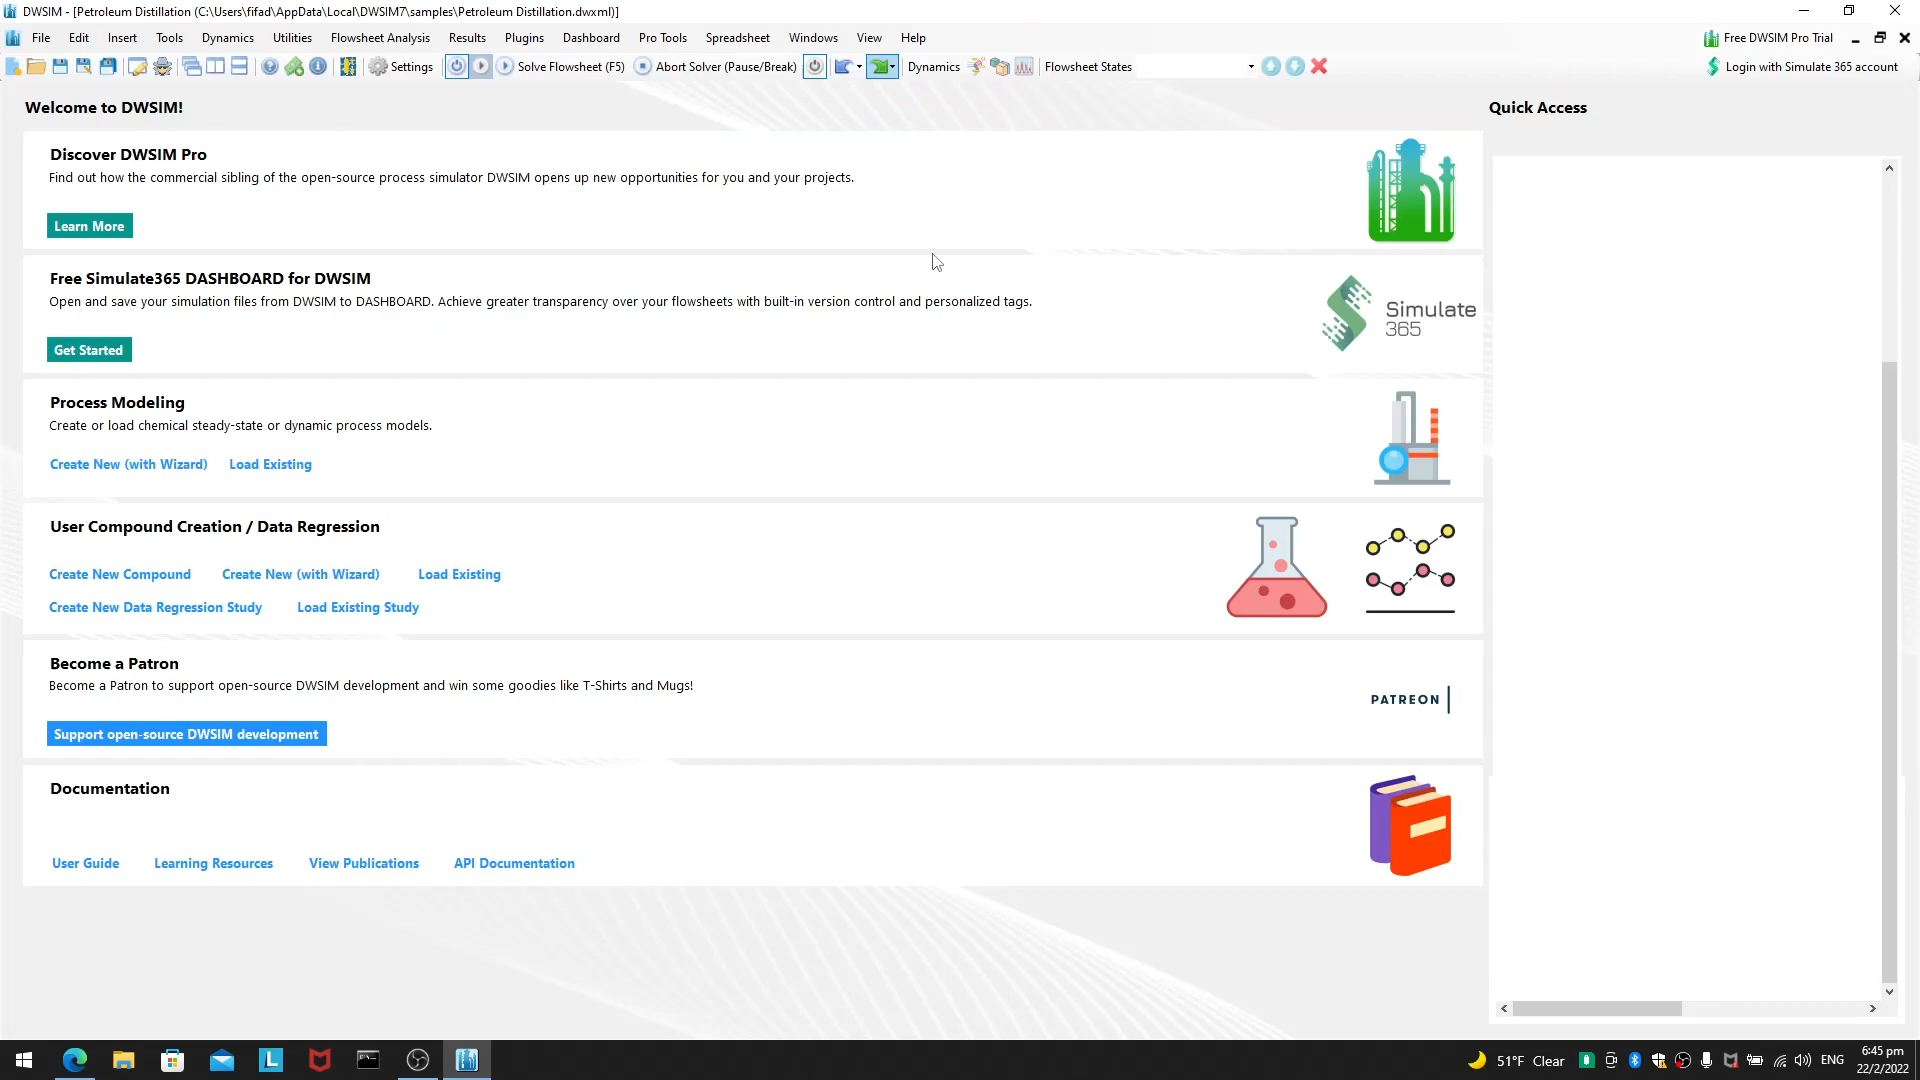 DWSIM - [Petroleum Distillation (C:\Users\fifad\AppData\Local\DWSIM7\samples\Petroleum Distillation.dwxml)]
File Edit Insert Tools Dynamics Utilities Flowsheet Analysis Results Plugins Dashboard Pro Tools Spreadsheet Windows View Help Free DWSIM Pro Trial
Settings Solve Flowsheet (F5) Abort Solver (Pause/Break) Dynamics Flowsheet States Login with Simulate 365 account
Welcome to DWSIM! Quick Access
Discover DWSIM Pro
Find out how the commercial sibling of the open-source process simulator DWSIM opens up new opportunities for you and your projects.
Learn More
Free Simulate365 DASHBOARD for DWSIM
Open and save your simulation files from DWSIM to DASHBOARD. Achieve greater transparency over your flowsheets with built-in version control and personalized tags.
Simulate
365
Get Started
Process Modeling
Create or load chemical steady-state or dynamic process models.
Create New (with Wizard) Load Existing
User Compound Creation / Data Regression
Create New Compound Create New (with Wizard) Load Existing
Create New Data Regression Study Load Existing Study
Become a Patron
Become a Patron to support open-source DWSIM development and win some goodies like T-Shirts and Mugs!
PATREON
Support open-source DWSIM development
Documentation
User Guide Learning Resources View Publications API Documentation
51°F Clear ENG 6:45 pm
22/2/2022